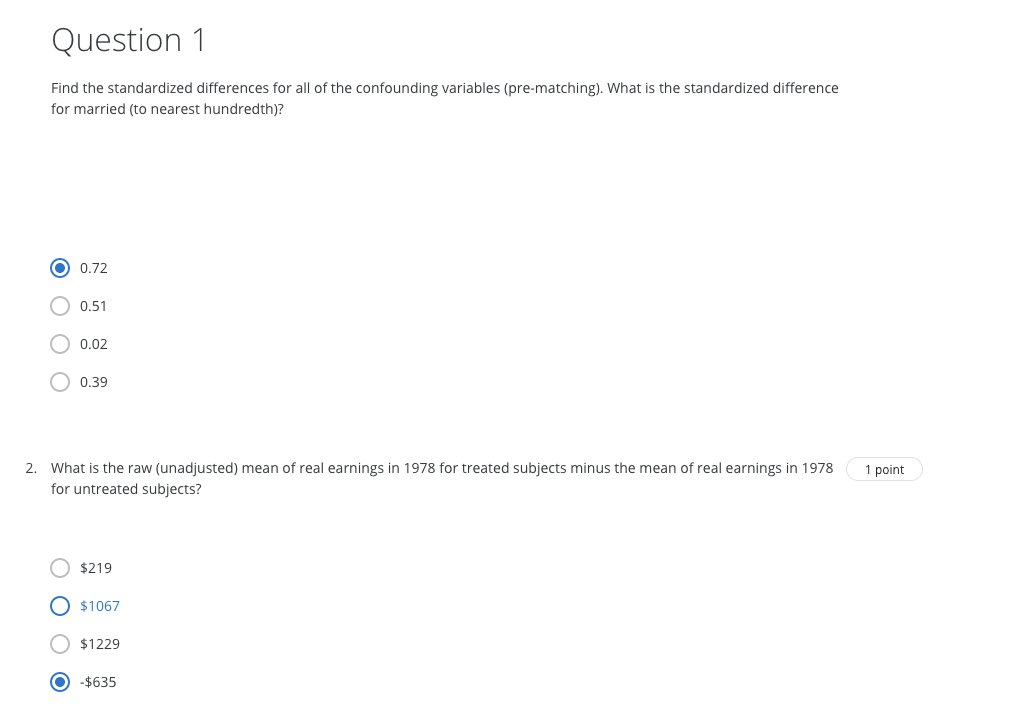 Question 1
Find the standardized differences for all of the confounding variables (pre-matching). What is the standardized difference
for married (to nearest hundredth)?
0.72
0.51
0.02
0.39
2. What is the raw (unadjusted) mean of real earnings in 1978 for treated subjects minus the mean of real earnings in 1978 1 point
for untreated subjects?
$219
$1067
$1229
-$635